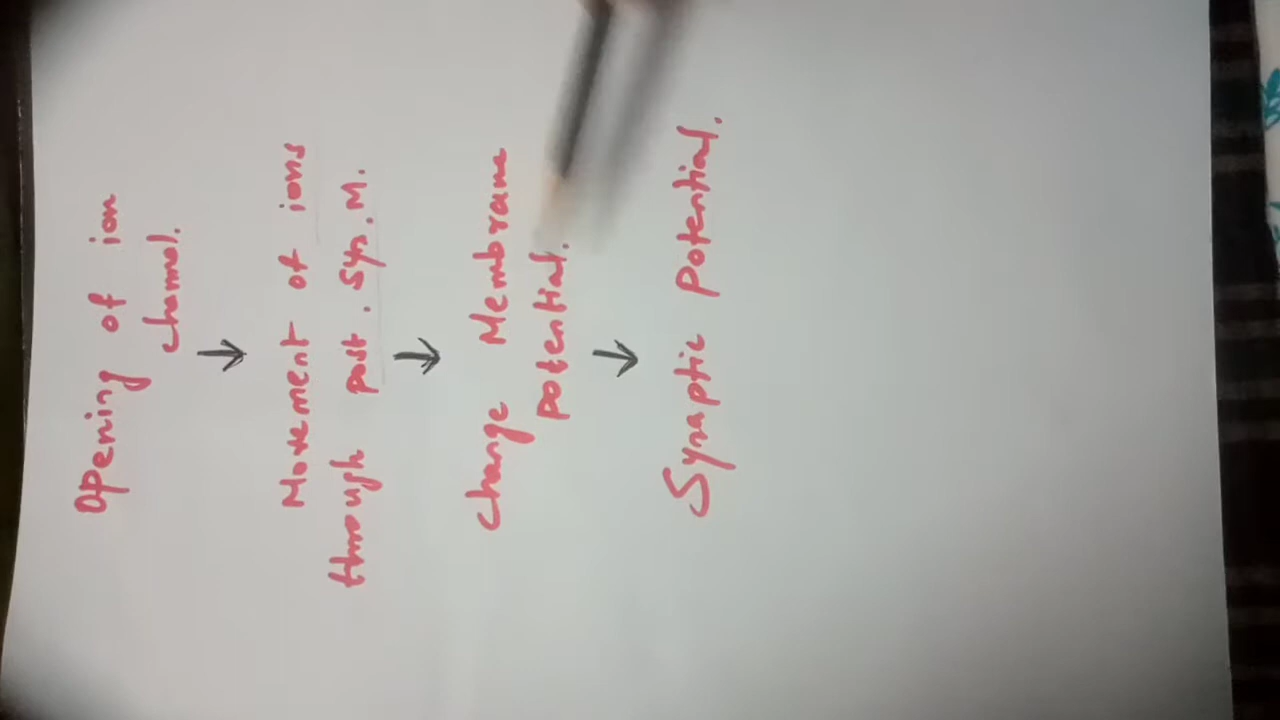 Opening of ion
channel.
↓
Movement of ions
through post. Syn. M.
↓
Change Membrane
potential.
↓
Synaptic Potential.